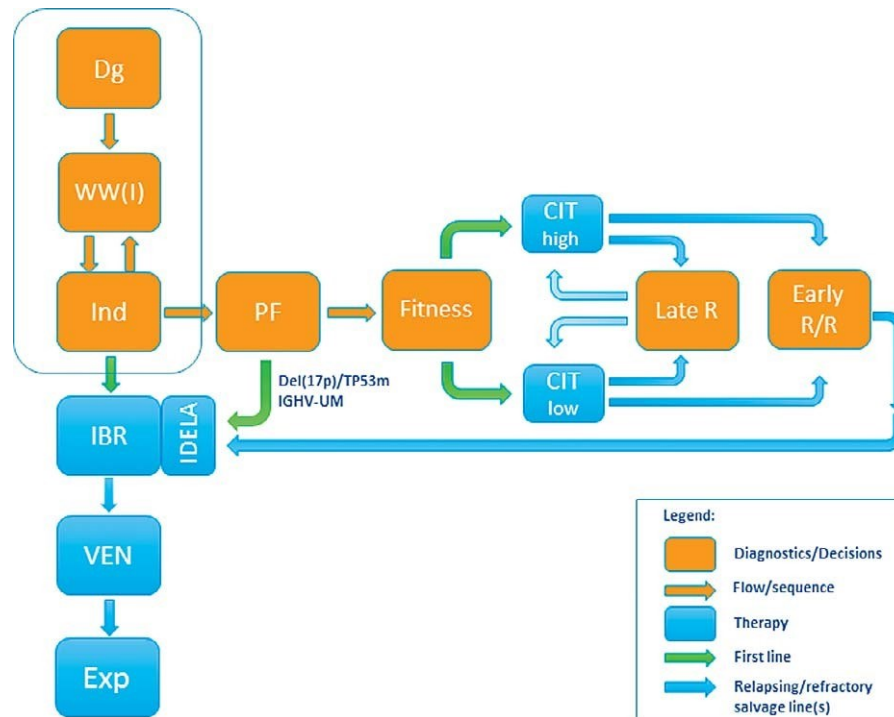 Dg
WW(I)
Ind
PF
Fitness
CIT
high
Late R
Early
R/R
CIT
low
Del(17p)/TP53m
IGHV-UM
IBR
IDELA
VEN
Exp
Legend:
Diagnostics/Decisions
Flow/sequence
Therapy
First line
Relapsing/refractory
salvage line(s)